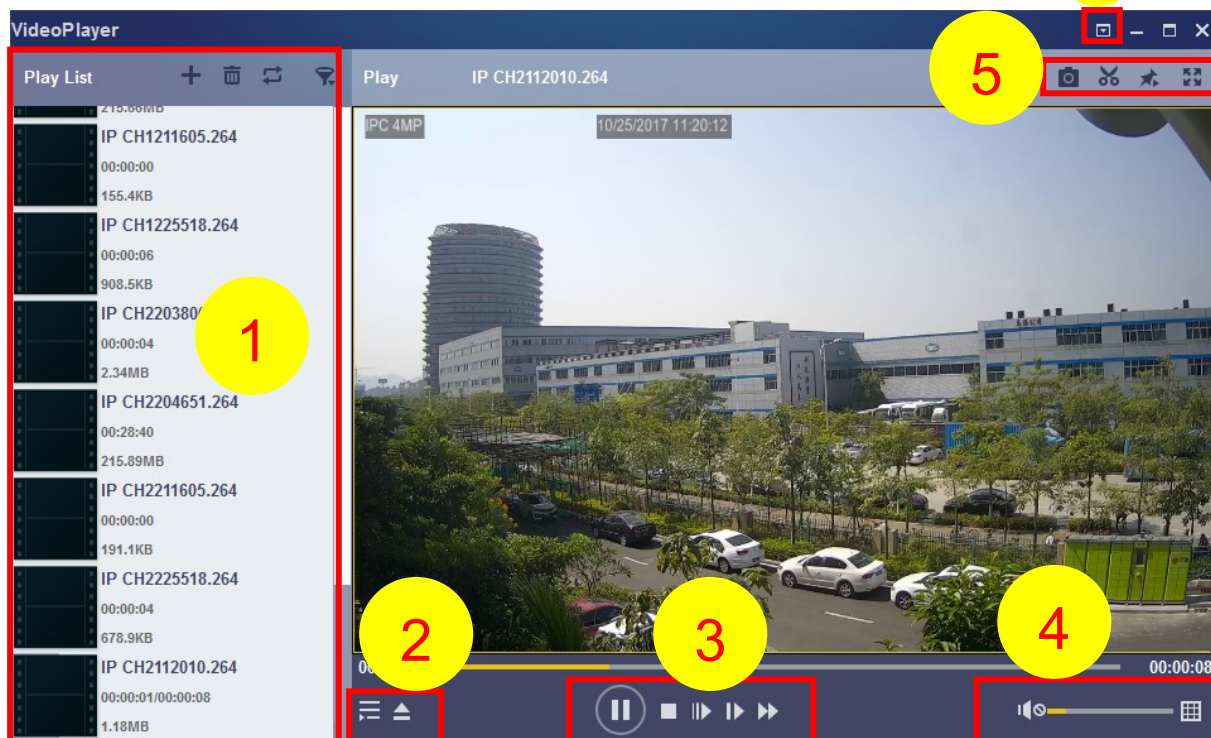 VideoPlayer
Play List
Play IP CH2112010.264
5
215.66MB
IP CH1211605.264
00:00:00
155.4KB
IP CH1225518.264
00:00:06
908.5KB
00:00:04
2.34MB
1
IP CH2204651.264
00:28:40
215.89MB
IP CH2211605.264
00:00:00
191.1KB
IP CH2225518.264
00:00:04
678.9KB
IP CH2112010.264
00:00:01/00:00:08
1.18MB
IPC 4MP 10/25/2017 11:20:12
2
3
4
00:00:08